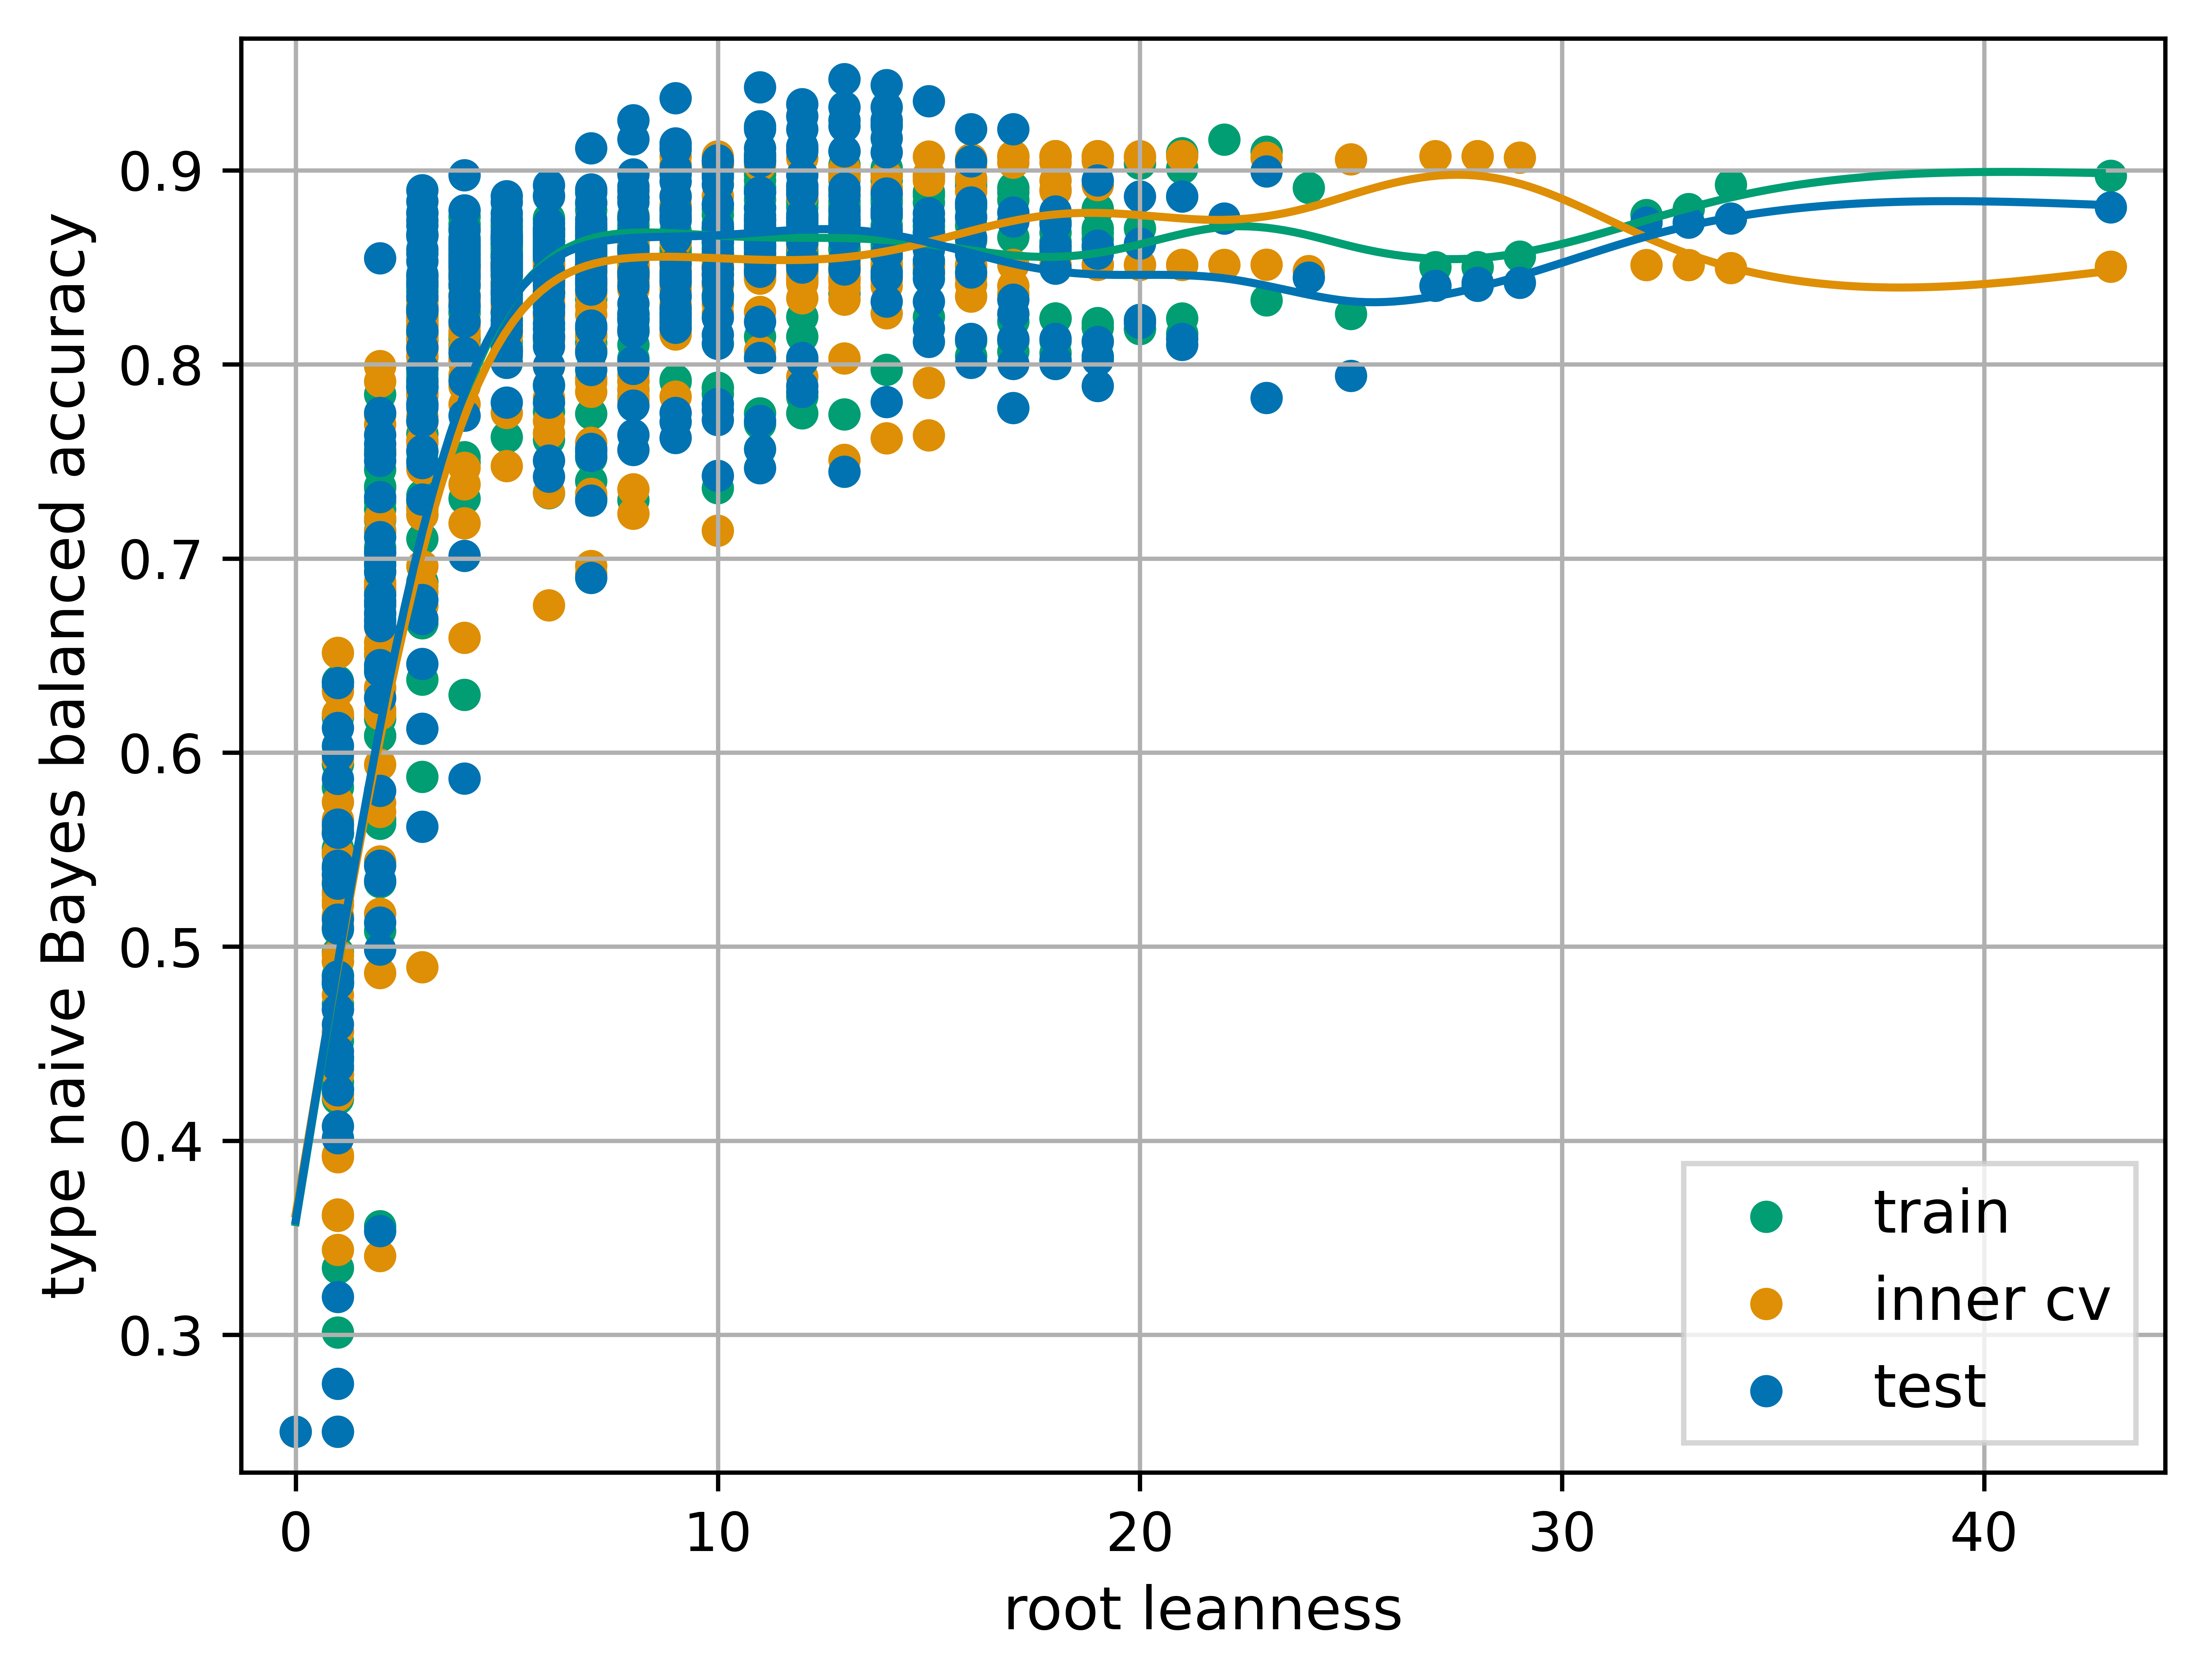 type naive Bayes balanced accuracy
0.9
0.8
0.7
0.6
0.5
0.4
0.3
0
10
20
30
40
root leanness
train
inner cv
test